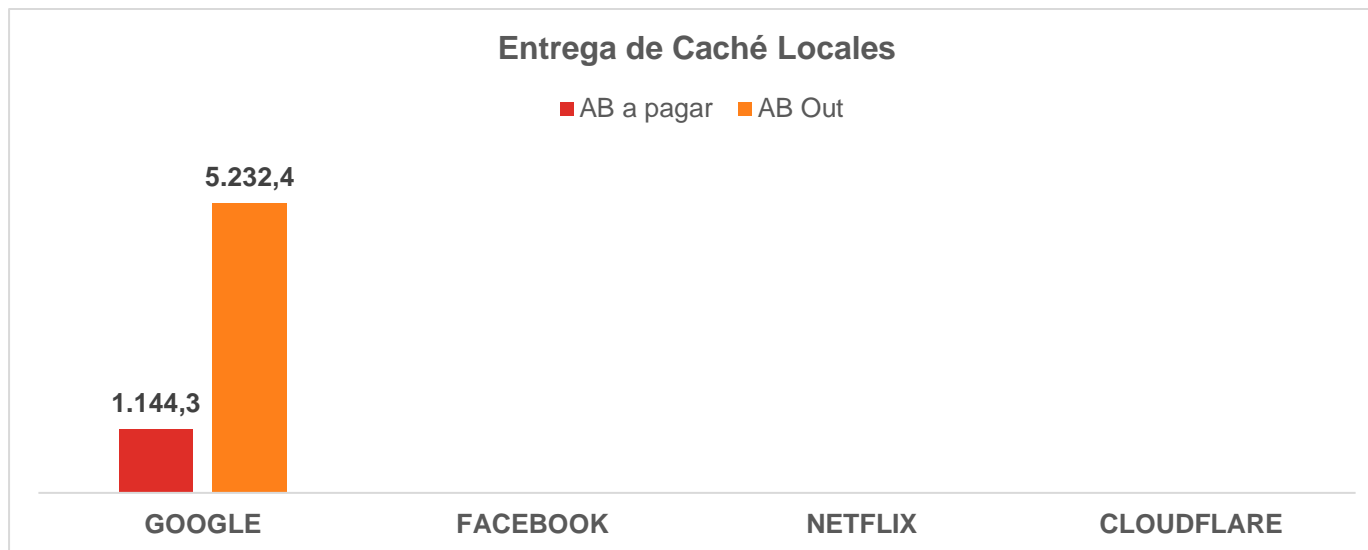 Entrega de Caché Locales
AB a pagar AB Out
5.232,4
1.144,3
GOOGLE FACEBOOK NETFLIX CLOUDFLARE